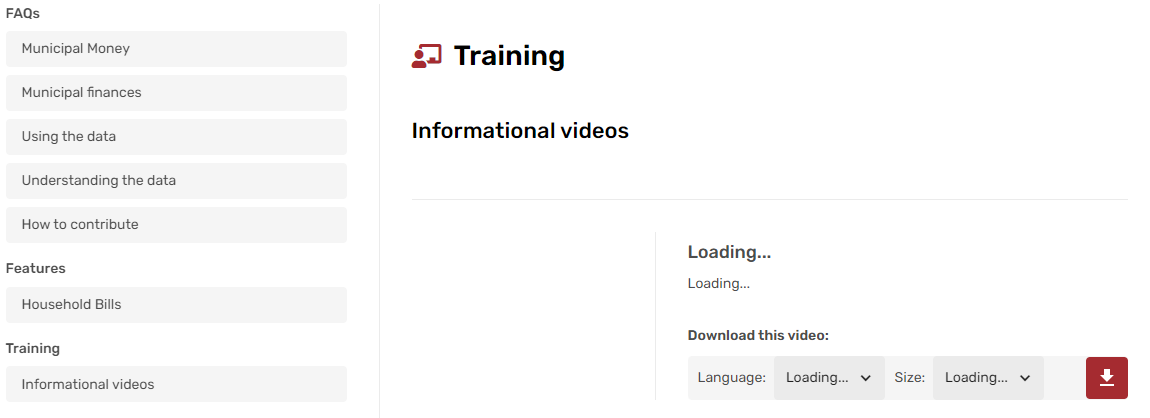 FAQs
Municipal Money
Municipal finances
Using the data
Understanding the data
How to contribute
Features
Household Bills
Training
Informational videos
Training
Informational videos
Loading...
Loading...
Download this video:
Language: Loading... Size: Loading...